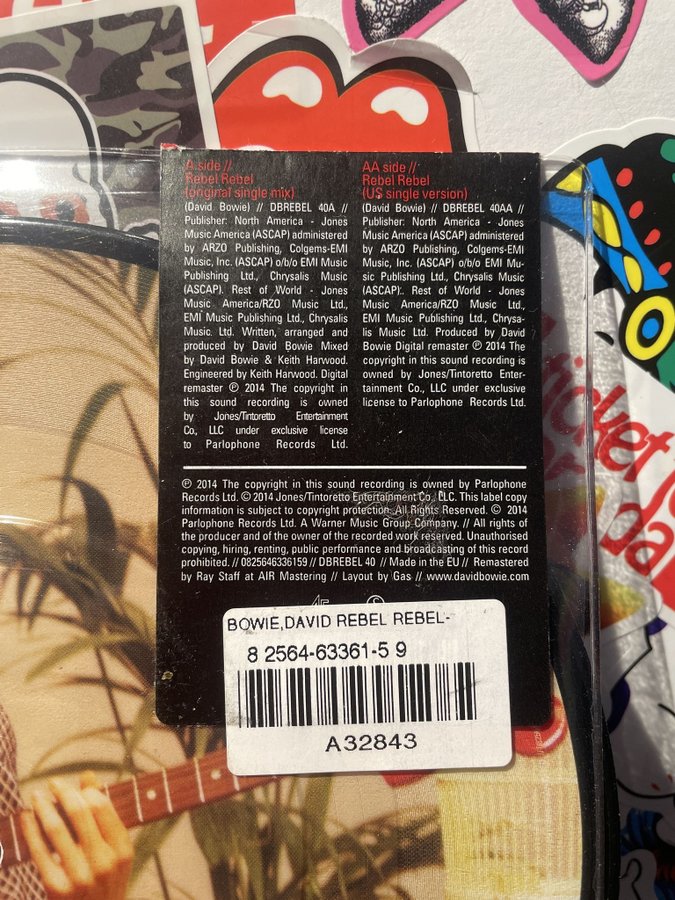 A side //
Rebel Rebel
(original single mix)
(David Bowie) // DBREBEL 40A //
Publisher: North America - Jones
Music America (ASCAP) administered
by ARZO Publishing, Colgems-EMI
Music, Inc. (ASCAP) o/b/o EMI Music
Publishing Ltd., Chrysalis Music
(ASCAP). Rest of World - Jones
Music America/RZO Music Ltd.,
EMI Music Publishing Ltd., Chrysalis
Music. Ltd. Written, arranged and
produced by David Bowie Mixed
by David Bowie & Keith Harwood.
Engineered by Keith Harwood. Digital
remaster ℗ 2014 The copyright in
this sound recording is owned
by Jones/Tintoretto Entertainment
Co., LLC under exclusive license
to Parlophone Records Ltd.
AA side //
Rebel Rebel
(US single version)
(David Bowie) // DBREBEL 40AA //
Publisher: North America - Jones
Music America (ASCAP) administered
by ARZO Publishing, Colgems-EMI
Music, Inc. (ASCAP) o/b/o EMI Mu-
sic Publishing Ltd., Chrysalis Music
(ASCAP). Rest of World - Jones
Music America/RZO Music Ltd.,
EMI Music Publishing Ltd., Chrysa-
lis Music Ltd. Produced by David
Bowie Digital remaster ℗ 2014 The
copyright in this sound recording is
owned by Jones/Tintoretto Enter-
tainment Co., LLC under exclusive
license to Parlophone Records Ltd.
℗ 2014 The copyright in this sound recording is owned by Parlophone
Records Ltd. © 2014 Jones/Tintoretto Entertainment Co., LLC. This label copy
information is subject to copyright protection. All Rights Reserved. © 2014
Parlophone Records Ltd. A Warner Music Group Company. // All rights of
the producer and of the owner of the recorded work reserved. Unauthorised
copying, hiring, renting, public performance and broadcasting of this record
prohibited. // 0825646336159 // DBREBEL 40 // Made in the EU // Remastered
by Ray Staff at AIR Mastering // Layout by Gas // www.davidbowie.com
BOWIE,DAVID REBEL REBEL-
8 2564-63361-5 9
A32843